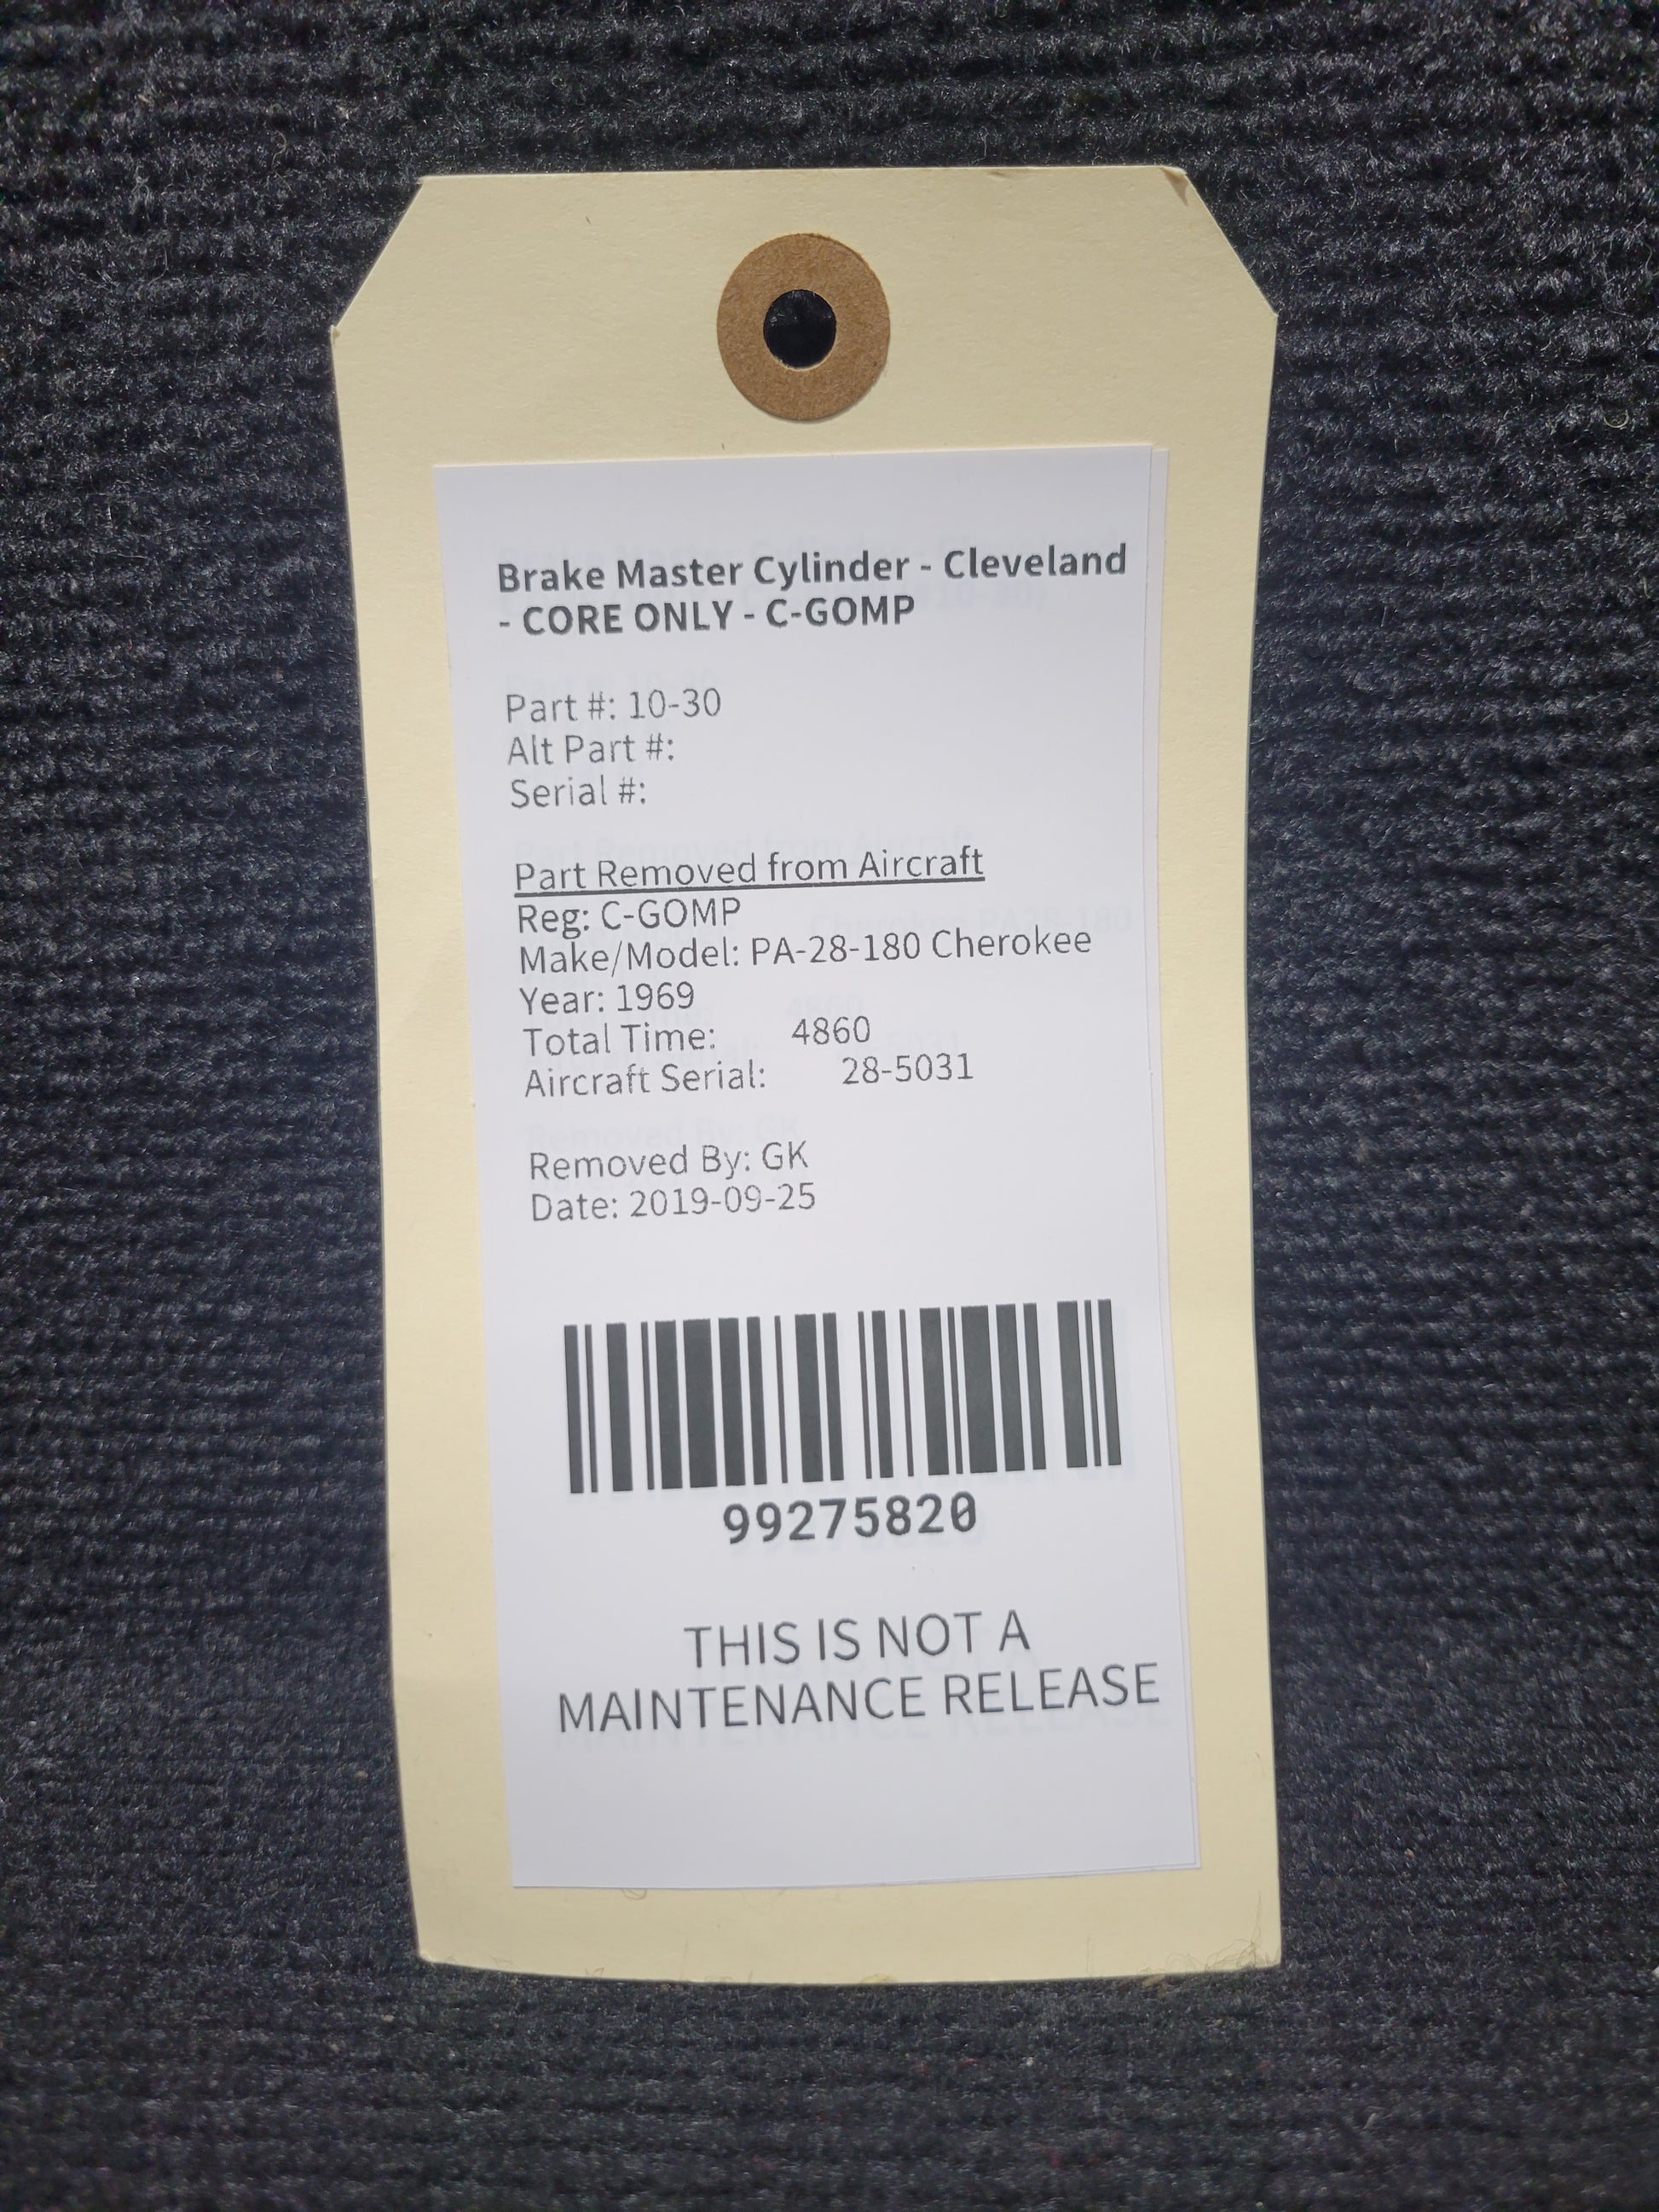 Brake Master Cylinder - Cleveland
- CORE ONLY - C-GOMP
Part #: 10-30
Alt Part #:
Serial #:
Part Removed from Aircraft
Reg: C-GOMP
Make/Model: PA-28-180 Cherokee
Year: 1969
Total Time: 4860
Aircraft Serial: 28-5031
Removed By: GK
Date: 2019-09-25
99275820
THIS IS NOT A
MAINTENANCE RELEASE